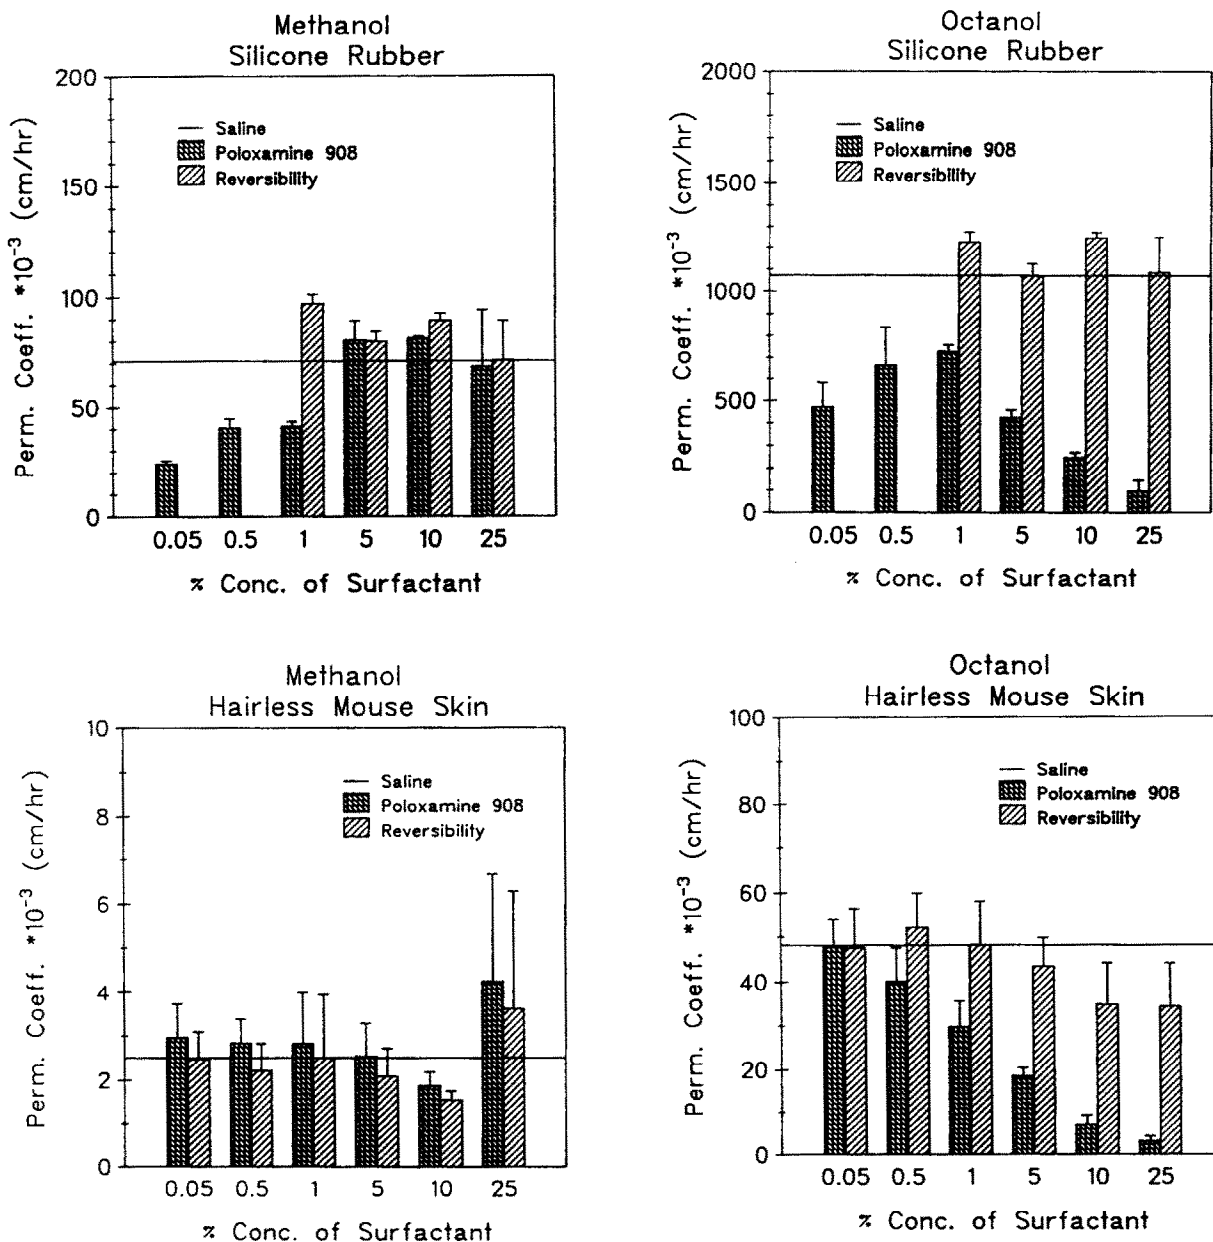 Methanol
Silicone Rubber
200
150
100
50
0
Perm. Coeff. *10⁻³ (cm/hr)
Saline
Poloxamine 908
Reversibility
0.05 0.5 1 5 10 25
% Conc. of Surfactant
Octanol
Silicone Rubber
2000
1500
1000
500
0
Perm. Coeff. *10⁻³ (cm/hr)
Saline
Poloxamine 908
Reversibility
0.05 0.5 1 5 10 25
% Conc. of Surfactant
Methanol
Hairless Mouse Skin
10
8
6
4
2
0
Perm. Coeff. *10⁻³ (cm/hr)
Saline
Poloxamine 908
Reversibility
0.05 0.5 1 5 10 25
% Conc. of Surfactant
Octanol
Hairless Mouse Skin
100
80
60
40
20
0
Perm. Coeff. *10⁻³ (cm/hr)
Saline
Poloxamine 908
Reversibility
0.05 0.5 1 5 10 25
% Conc. of Surfactant